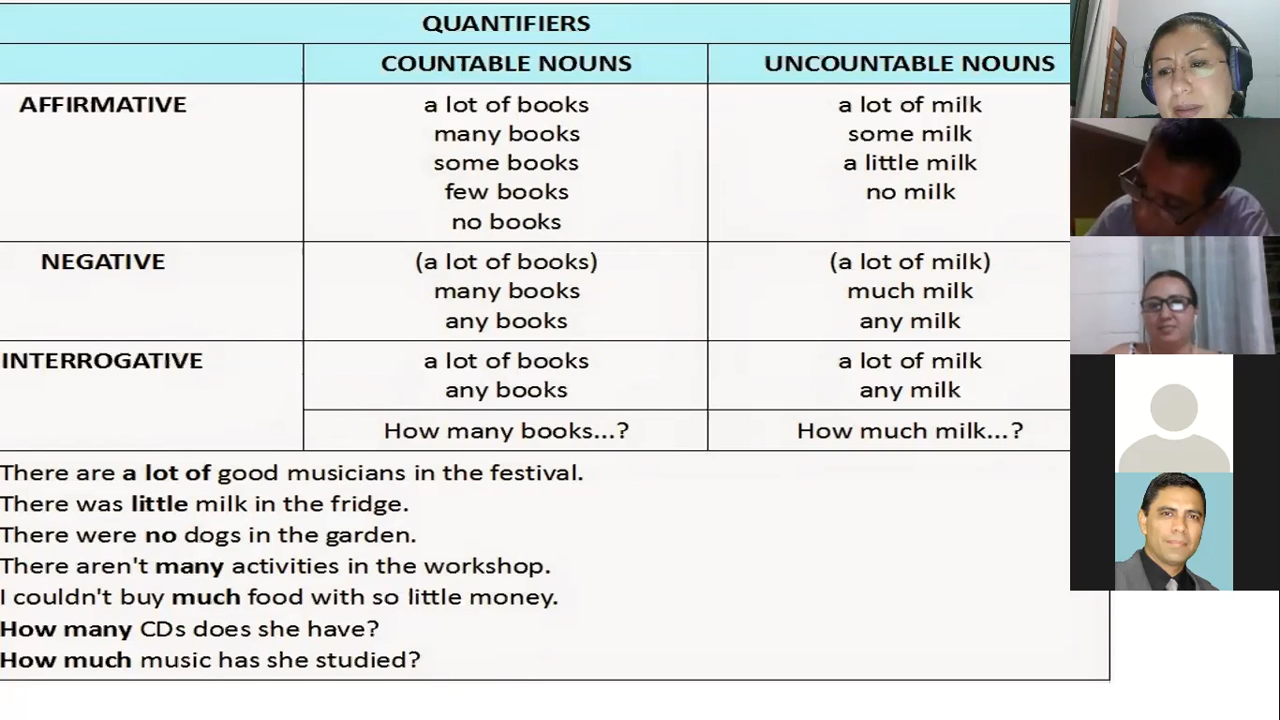 QUANTIFIERS
COUNTABLE NOUNS UNCOUNTABLE NOUNS
AFFIRMATIVE a lot of books a lot of milk
many books some milk
some books a little milk
few books no milk
no books
NEGATIVE (a lot of books) (a lot of milk)
many books much milk
any books any milk
INTERROGATIVE a lot of books a lot of milk
any books any milk
How many books...? How much milk...?
There are a lot of good musicians in the festival.
There was little milk in the fridge.
There were no dogs in the garden.
There aren't many activities in the workshop.
I couldn't buy much food with so little money.
How many CDs does she have?
How much music has she studied?